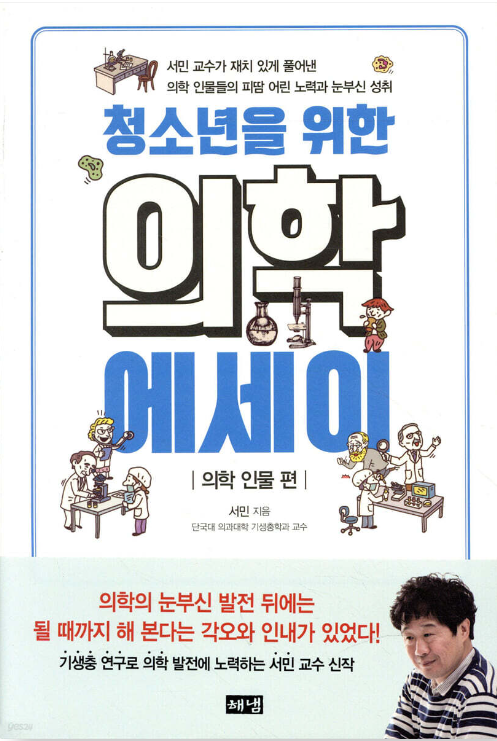 서민 교수가 재치 있게 풀어낸
의학 인물들의 피땀 어린 노력과 눈부신 성취
청소년을 위한
의학
에세이
| 의학 인물 편 |
서민 지음
단국대 의과대학 기생충학과 교수
의학의 눈부신 발전 뒤에는
될 때까지 해 본다는 각오와 인내가 있었다!
기생충 연구로 의학 발전에 노력하는 서민 교수 신작
해냄